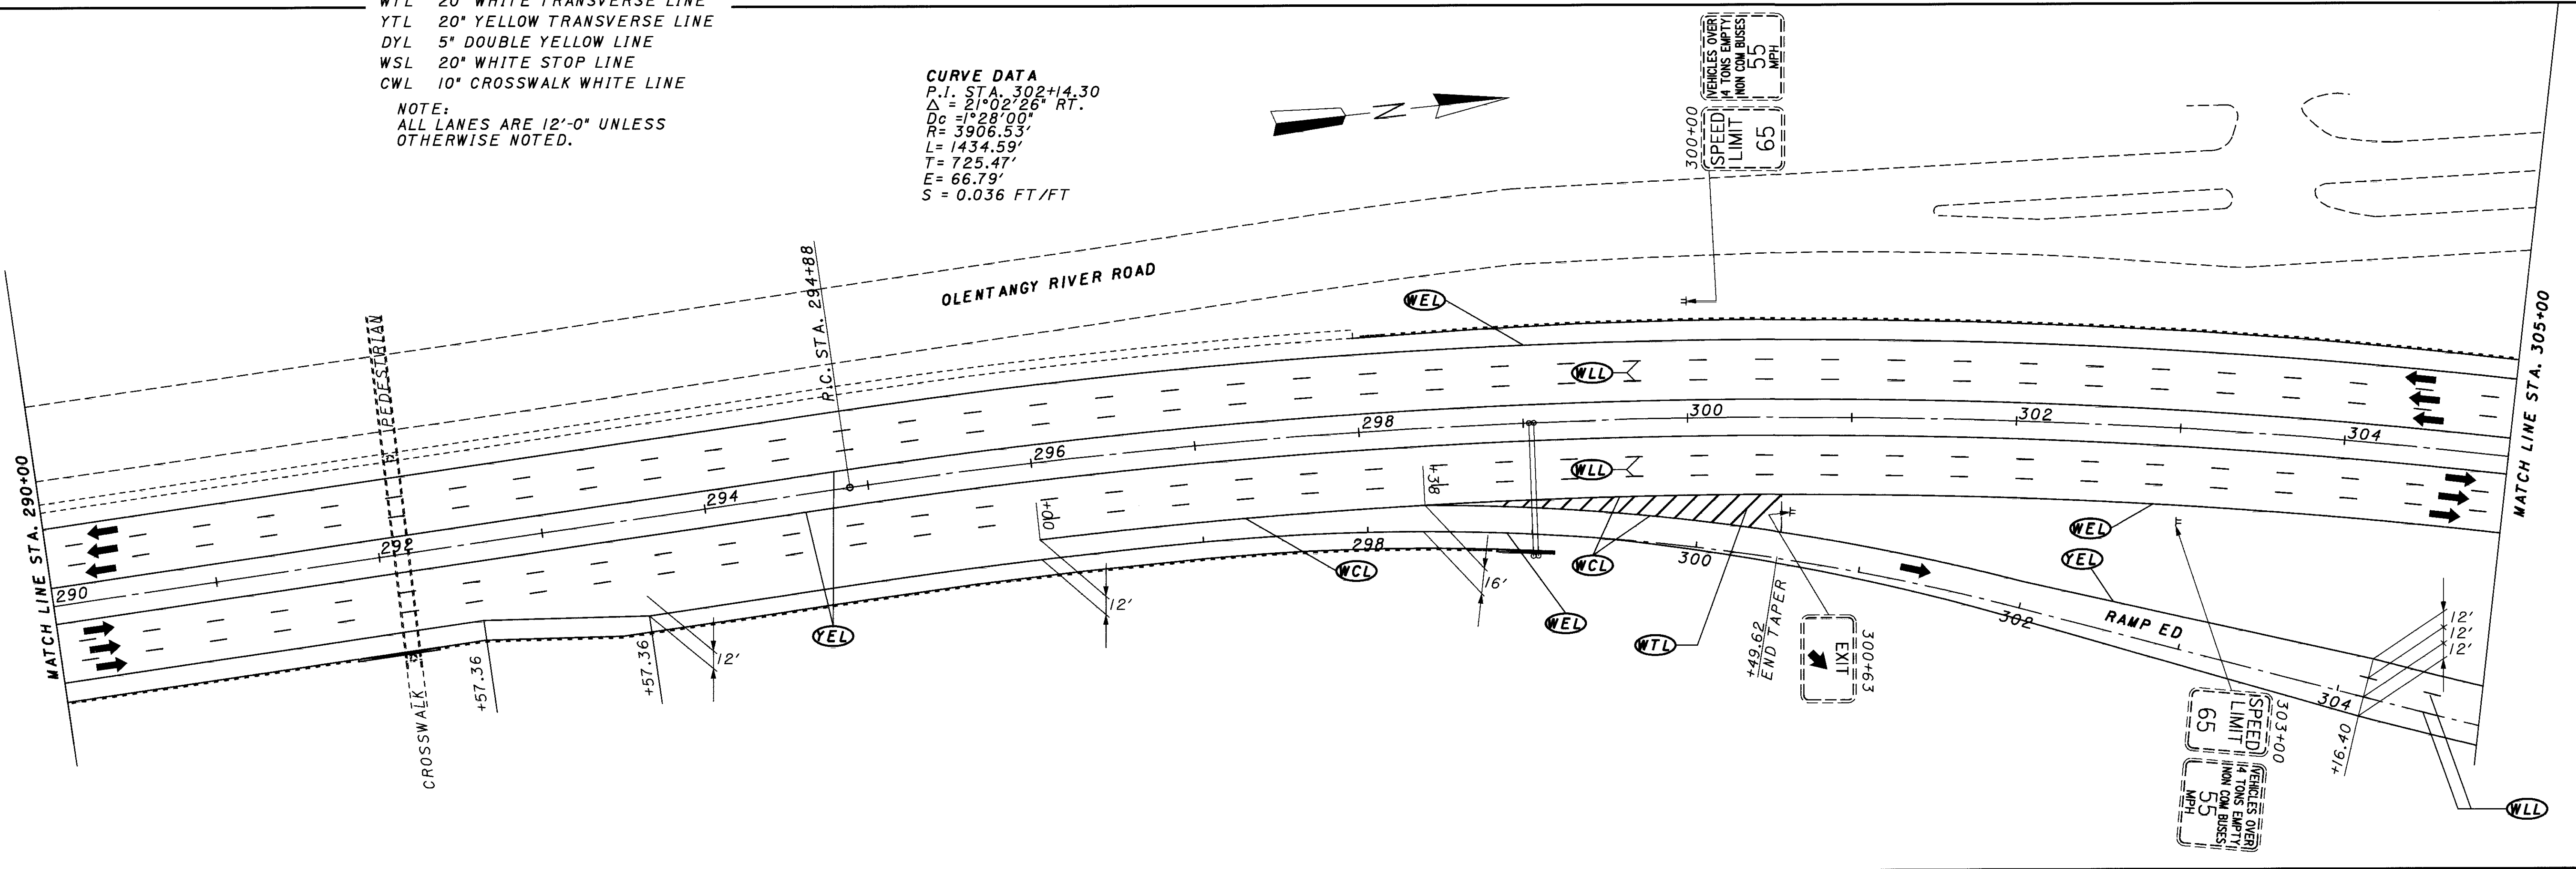 WTL 20" WHITE TRANSVERSE LINE
YTL 20" YELLOW TRANSVERSE LINE
DYL 5" DOUBLE YELLOW LINE
WSL 20" WHITE STOP LINE
CWL 10" CROSSWALK WHITE LINE
NOTE:
ALL LANES ARE 12'-0" UNLESS
OTHERWISE NOTED.
CURVE DATA
P.I. STA. 302+14.30
Δ = 21°02'26" RT.
Dc =1°28'00"
R= 3906.53'
L= 1434.59'
T= 725.47'
E= 66.79'
S = 0.036 FT/FT
N
VEHICLES OVER
4 TONS EMPTY
NON COM BUSES
55
MPH
300+00
SPEED
LIMIT
65
OLENTANGY RIVER ROAD
P.C. STA. 294+88
PEDESTRIAN
CROSSWALK
MATCH LINE STA. 290+00
MATCH LINE STA. 305+00
WEL
WLL
WLL
290
292
294
296
298
300
302
304
+00
+38
298
300
302
304
+57.36
+57.36
12'
12'
16'
YEL
WCL
WEL
WCL
WTL
+49.62
END TAPER
EXIT
300+63
WEL
YEL
RAMP ED
12'
12'
12'
SPEED
LIMIT
65
303+00
VEHICLES OVER
4 TONS EMPTY
NON COM BUSES
55
MPH
+16.40
WLL